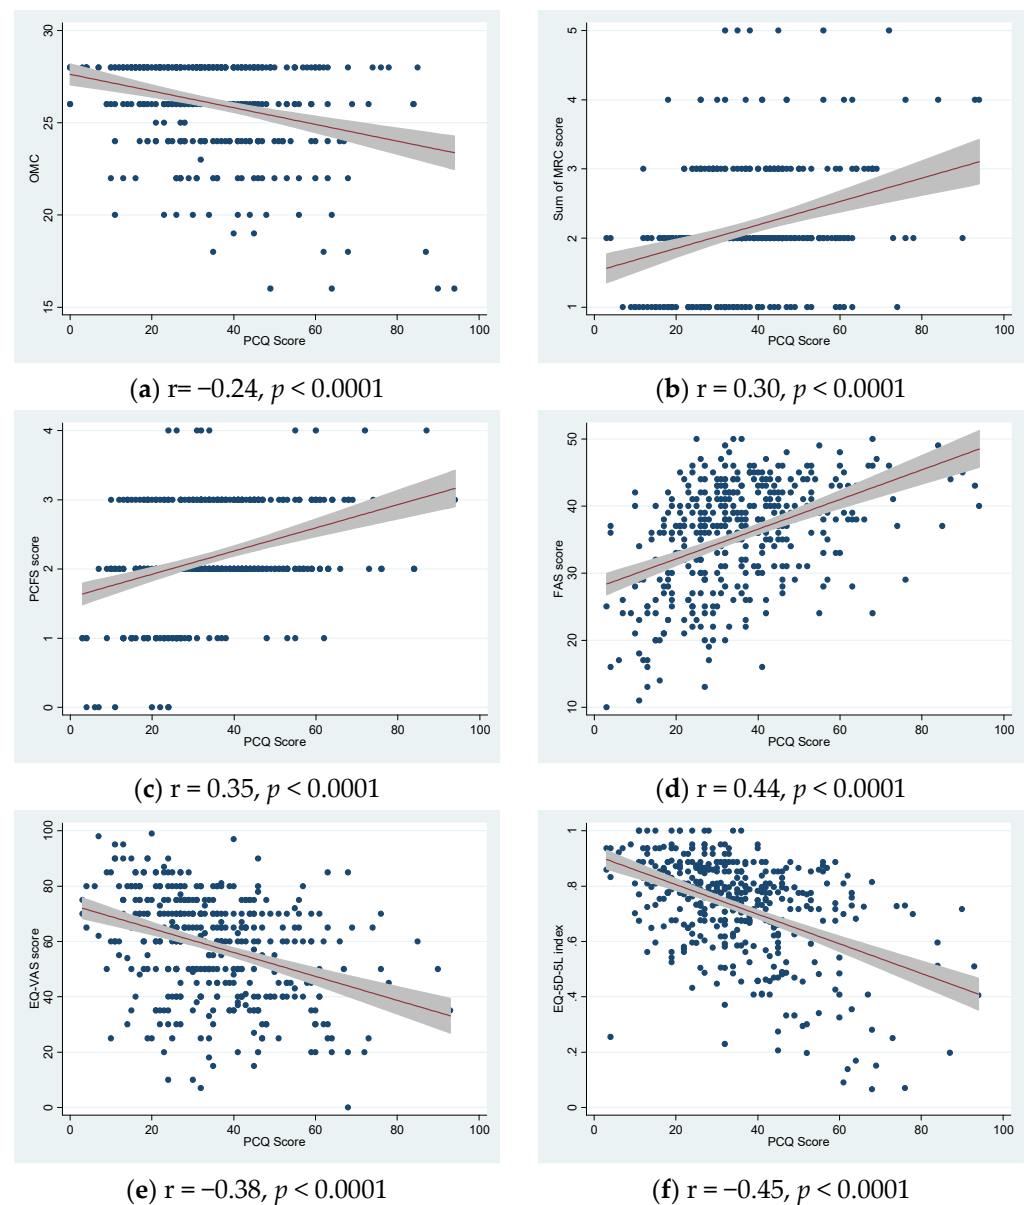 30
25
20
15
OMC
0 20 40 60 80 100
PCQ Score
5
4
3
2
1
Sum of MRC score
0 20 40 60 80 100
PCQ Score
(a) r= −0.24, p < 0.0001
(b) r = 0.30, p < 0.0001
4
3
2
1
0
PCFS score
0 20 40 60 80 100
PCQ Score
50
40
30
20
10
FAS score
0 20 40 60 80 100
PCQ Score
(c) r = 0.35, p < 0.0001
(d) r = 0.44, p < 0.0001
100
80
60
40
20
0
EQ-VAS score
0 20 40 60 80 100
PCQ Score
1
.8
.6
.4
.2
0
EQ-5D-5L index
0 20 40 60 80 100
PCQ Score
(e) r = −0.38, p < 0.0001
(f) r = −0.45, p < 0.0001